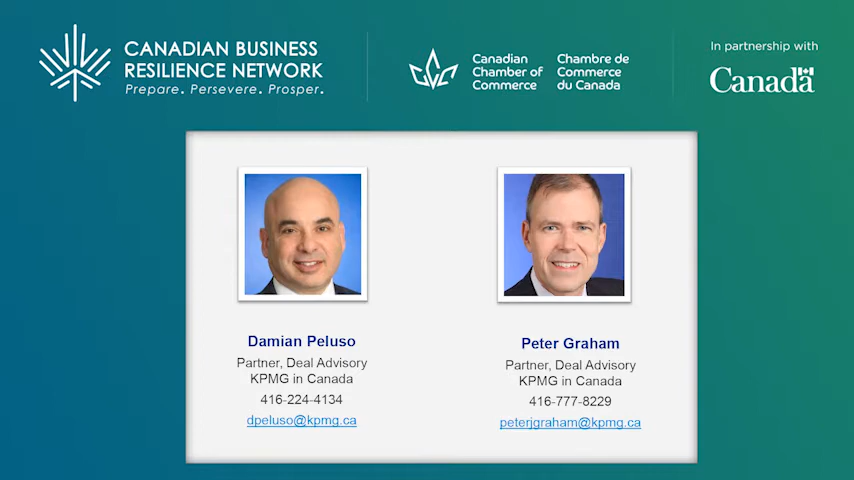 CANADIAN BUSINESS
RESILIENCE NETWORK
Prepare. Persevere. Prosper.
Canadian
Chamber of
Commerce
Chambre de
Commerce
du Canada
In partnership with
Canada
Damian Peluso
Partner, Deal Advisory
KPMG in Canada
416-224-4134
dpeluso@kpmg.ca
Peter Graham
Partner, Deal Advisory
KPMG in Canada
416-777-8229
peterjgraham@kpmg.ca